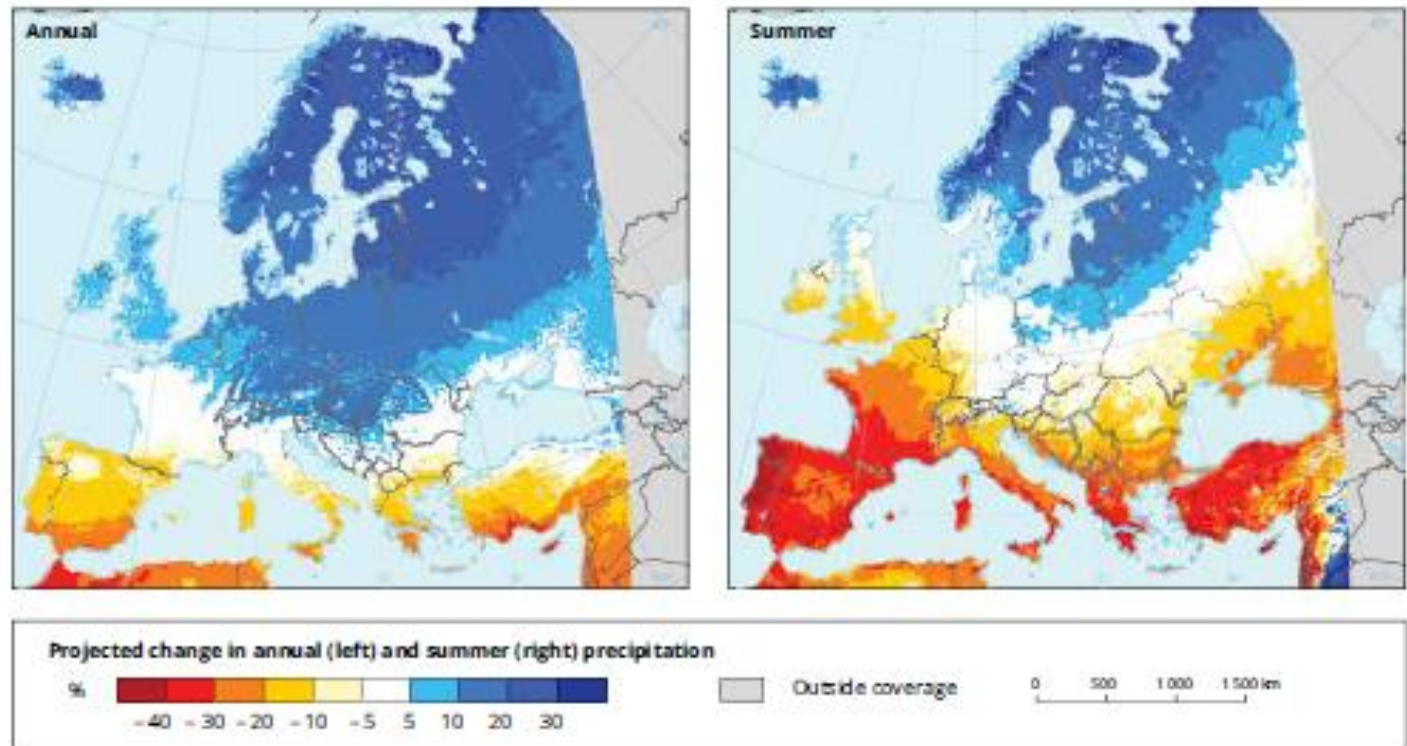 Annual
Summer
Projected change in annual (left) and summer (right) precipitation
%
Outside coverage
0 500 1 000 1 500 km
– 40 – 30 – 20 – 10 – 5 5 10 20 30